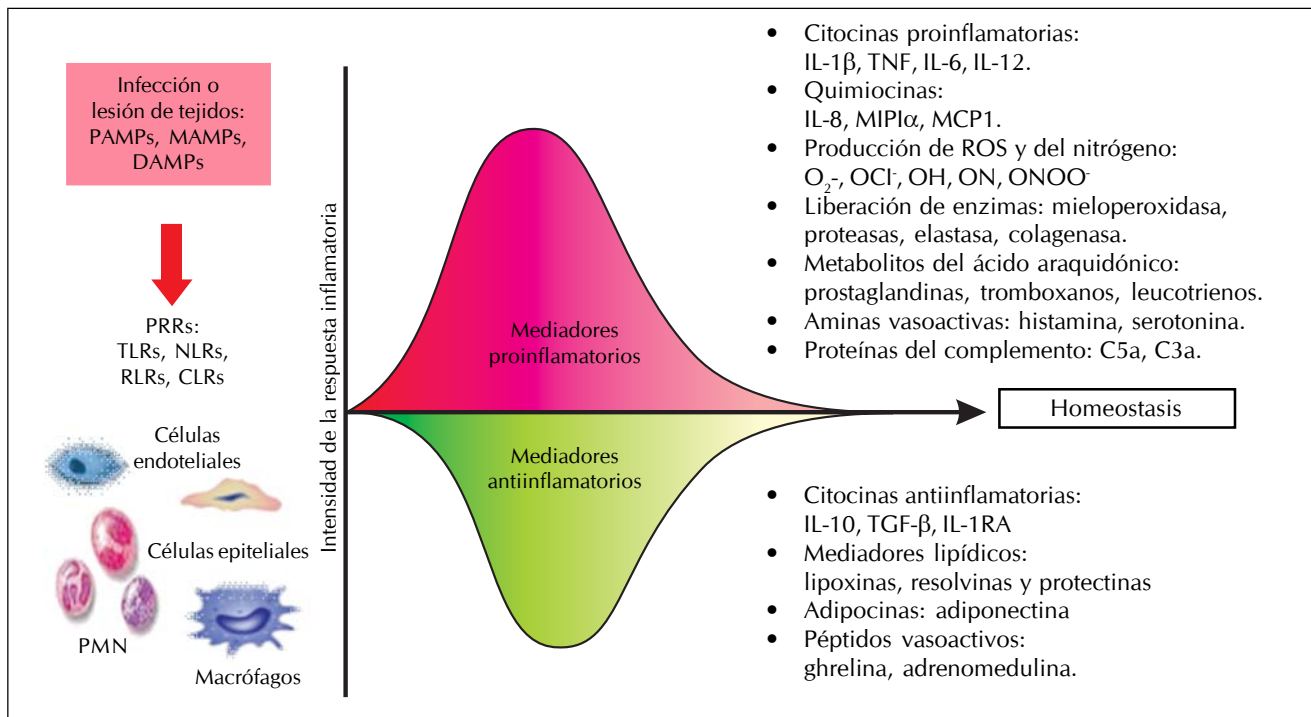 Infección o
lesión de tejidos:
PAMPs, MAMPs,
DAMPs
PRRs:
TLRs, NLRs,
RLRs, CLRs
Células
endoteliales
Células epiteliales
PMN
Macrófagos
Intensidad de la respuesta inflamatoria
Mediadores
proinflamatorios
Mediadores
antiinflamatorios
• Citocinas proinflamatorias:
IL-1β, TNF, IL-6, IL-12.
• Quimiocinas:
IL-8, MIPIα, MCP1.
• Producción de ROS y del nitrógeno:
O₂-, OCI⁻, OH, ON, ONOO⁻
• Liberación de enzimas: mieloperoxidasa,
proteasas, elastasa, colagenasa.
• Metabolitos del ácido araquidónico:
prostaglandinas, tromboxanos, leucotrienos.
• Aminas vasoactivas: histamina, serotonina.
• Proteínas del complemento: C5a, C3a.
Homeostasis
• Citocinas antiinflamatorias:
IL-10, TGF-β, IL-1RA
• Mediadores lipídicos:
lipoxinas, resolvinas y protectinas
• Adipocinas: adiponectina
• Péptidos vasoactivos:
ghrelina, adrenomedulina.